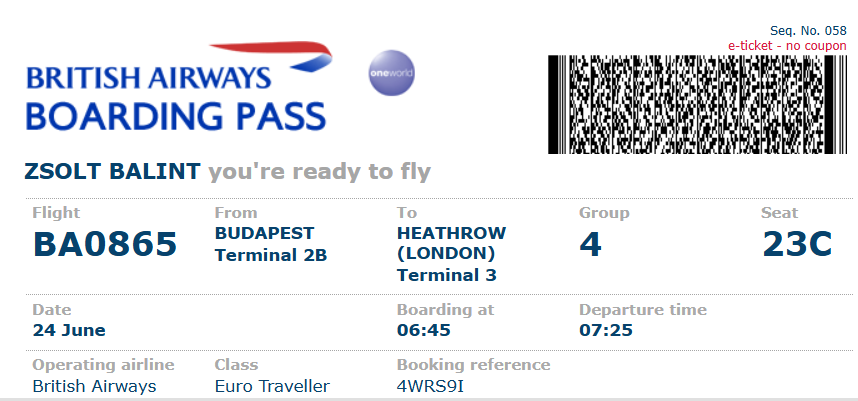 Seq. No. 058
e-ticket - no coupon
BRITISH AIRWAYS
oneworld
BOARDING PASS
ZSOLT BALINT you're ready to fly
Flight From To Group Seat
BA0865 BUDAPEST Terminal 2B HEATHROW (LONDON) Terminal 3 4 23C
Date Boarding at Departure time
24 June 06:45 07:25
Operating airline Class Booking reference
British Airways Euro Traveller 4WRS9I